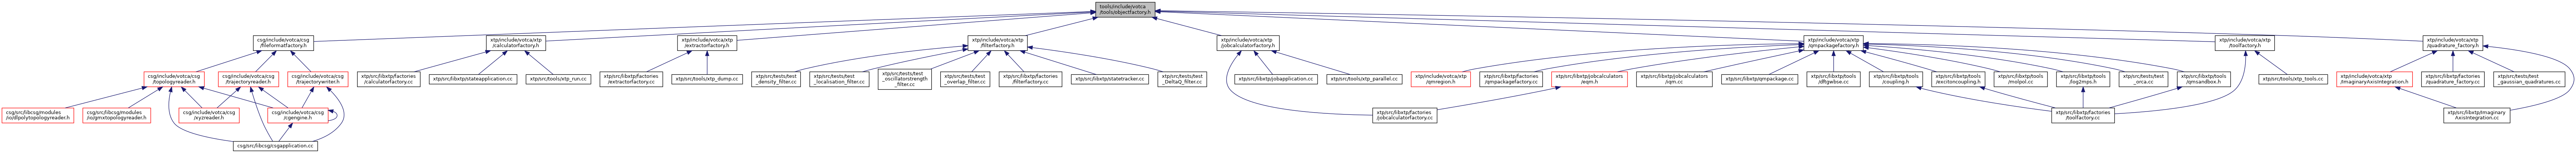 tools/include/votca
/tools/objectfactory.h
csg/include/votca/csg
/fileformatfactory.h
xtp/include/votca/xtp
/calculatorfactory.h
xtp/include/votca/xtp
/extractorfactory.h
xtp/include/votca/xtp
/filterfactory.h
xtp/include/votca/xtp
/jobcalculatorfactory.h
xtp/include/votca/xtp
/qmpackagefactory.h
xtp/include/votca/xtp
/toolfactory.h
xtp/include/votca/xtp
/quadrature_factory.h
csg/include/votca/csg
/topologyreader.h
csg/include/votca/csg
/trajectoryreader.h
csg/include/votca/csg
/trajectorywriter.h
xtp/src/libxtp/factories
/calculatorfactory.cc
xtp/src/libxtp/stateapplication.cc
xtp/src/tools/xtp_run.cc
xtp/src/libxtp/factories
/extractorfactory.cc
xtp/src/tools/xtp_dump.cc
xtp/src/tests/test
_density_filter.cc
xtp/src/tests/test
_localisation_filter.cc
xtp/src/tests/test
_oscillatorstrength
_filter.cc
xtp/src/tests/test
_overlap_filter.cc
xtp/src/libxtp/factories
/filterfactory.cc
xtp/src/libxtp/statetracker.cc
xtp/src/tests/test
_DeltaQ_filter.cc
xtp/src/libxtp/jobapplication.cc
xtp/src/tools/xtp_parallel.cc
xtp/include/votca/xtp
/qmregion.h
xtp/src/libxtp/factories
/qmpackagefactory.cc
xtp/src/libxtp/jobcalculators
/eqm.h
xtp/src/libxtp/jobcalculators
/iqm.cc
xtp/src/libxtp/qmpackage.cc
xtp/src/libxtp/tools
/dftgwbse.cc
xtp/src/libxtp/tools
/coupling.h
xtp/src/libxtp/tools
/excitoncoupling.h
xtp/src/libxtp/tools
/molpol.cc
xtp/src/libxtp/tools
/log2mps.h
xtp/src/tests/test
_orca.cc
xtp/src/libxtp/tools
/qmsandbox.h
xtp/src/tools/xtp_tools.cc
xtp/include/votca/xtp
/ImaginaryAxisIntegration.h
xtp/src/libxtp/factories
/quadrature_factory.cc
xtp/src/tests/test
_gaussian_quadratures.cc
csg/src/libcsg/modules
/io/dlpolytopologyreader.h
csg/src/libcsg/modules
/io/gmxtopologyreader.h
csg/include/votca/csg
/xyzreader.h
csg/include/votca/csg
/cgengine.h
xtp/src/libxtp/factories
/jobcalculatorfactory.cc
xtp/src/libxtp/factories
/toolfactory.cc
xtp/src/libxtp/Imaginary
AxisIntegration.cc
csg/src/libcsg/csgapplication.cc